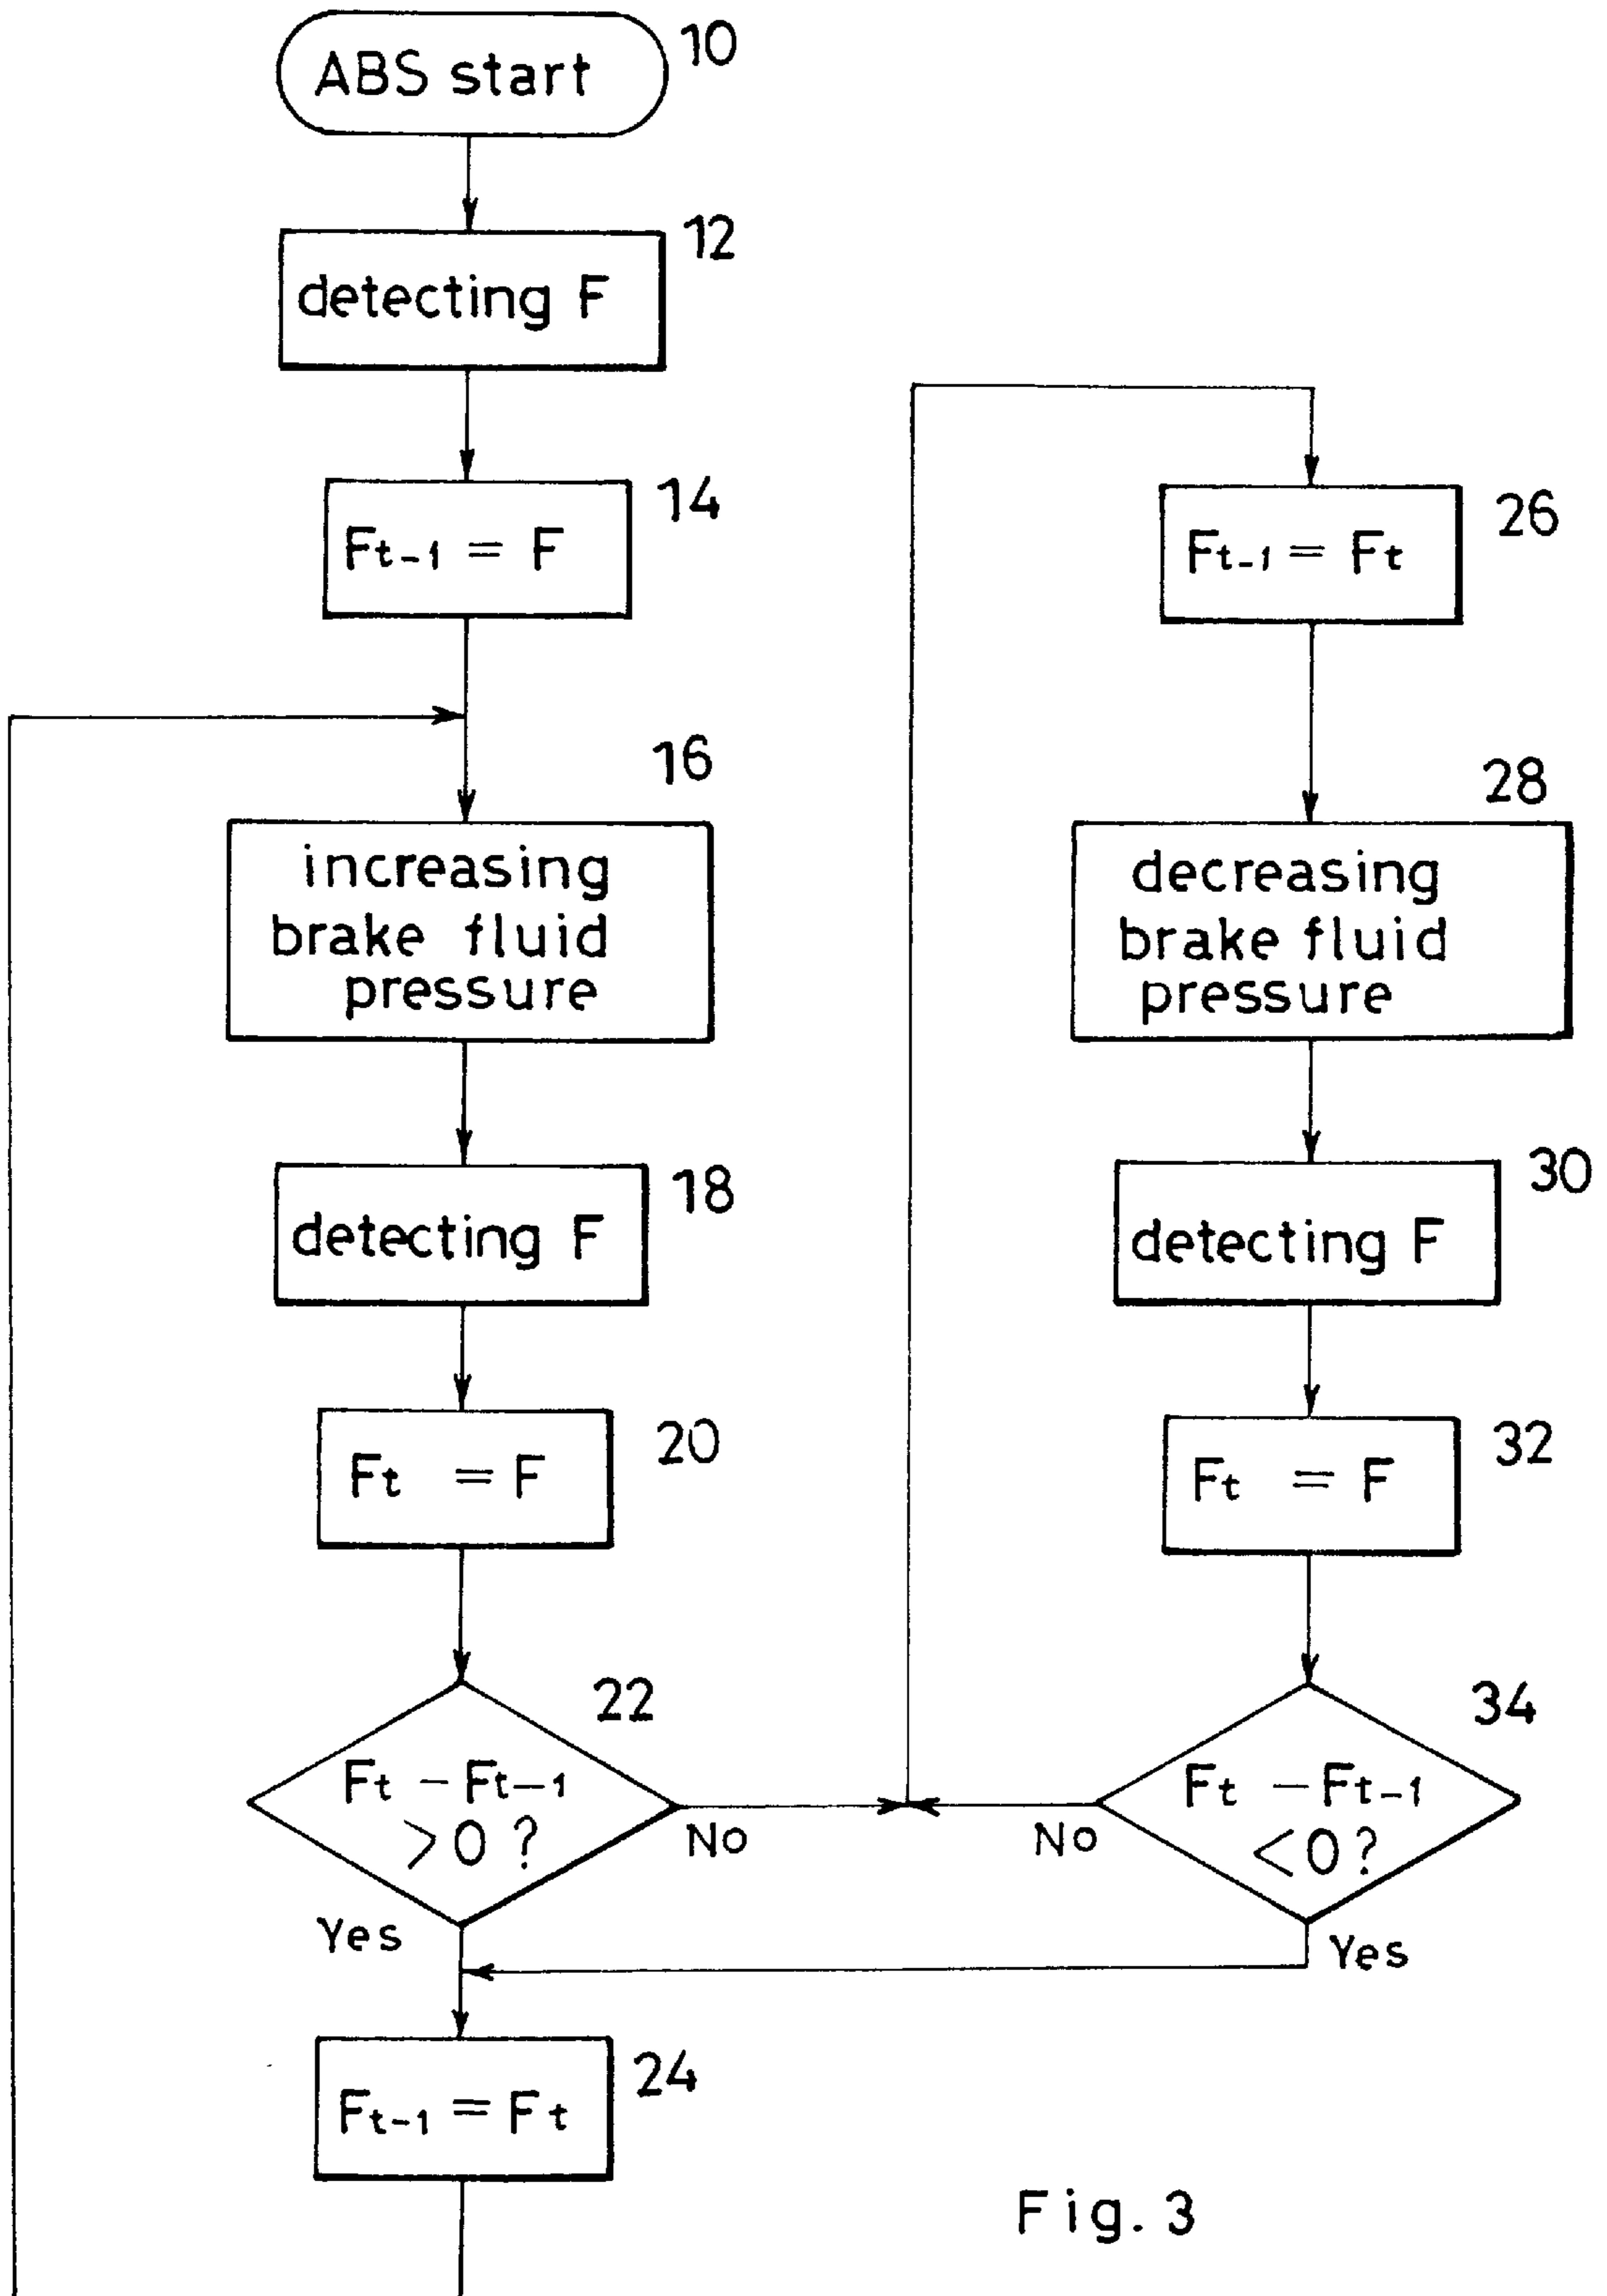 ABS start
10
detecting F
12
Ft-1 = F
14
increasing
brake fluid
pressure
16
detecting F
18
Ft = F
20
Ft - Ft-1
> 0 ?
22
No
Yes
Ft-1 = Ft
24
Ft-1 = Ft
26
decreasing
brake fluid
pressure
28
detecting F
30
Ft = F
32
Ft - Ft-1
< 0 ?
34
No
Yes
Fig. 3